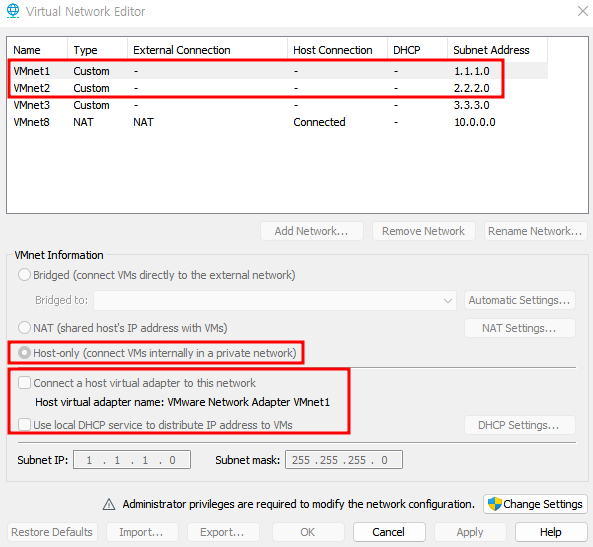 Virtual Network Editor
Name Type External Connection Host Connection DHCP Subnet Address
VMnet1 Custom - - - 1.1.1.0
VMnet2 Custom - - - 2.2.2.0
VMnet3 Custom - - - 3.3.3.0
VMnet8 NAT NAT Connected - 10.0.0.0
Add Network... Remove Network Rename Network...
VMnet Information
Bridged (connect VMs directly to the external network)
Bridged to: Automatic Settings...
NAT (shared host's IP address with VMs) NAT Settings...
Host-only (connect VMs internally in a private network)
Connect a host virtual adapter to this network
Host virtual adapter name: VMware Network Adapter VMnet1
Use local DHCP service to distribute IP address to VMs DHCP Settings...
Subnet IP: 1 . 1 . 1 . 0 Subnet mask: 255 . 255 . 255 . 0
Administrator privileges are required to modify the network configuration. Change Settings
Restore Defaults Import... Export... OK Cancel Apply Help